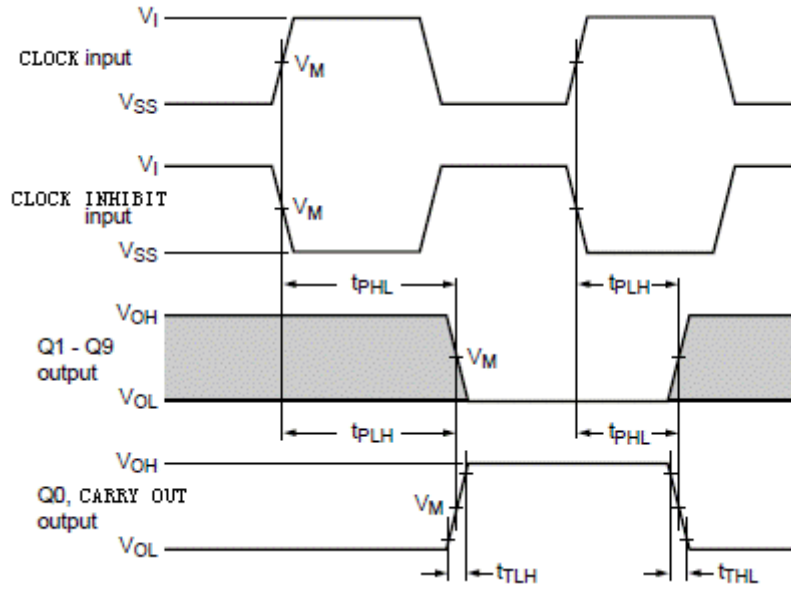 VI
CLOCK input
VM
VSS
VI
CLOCK INHIBIT
input
VM
VSS
tPHL
tPLH
VOH
Q1 - Q9
output
VM
VOL
tPLH
tPHL
VOH
Q0, CARRY OUT
output
VM
VOL
tTLH
tTHL